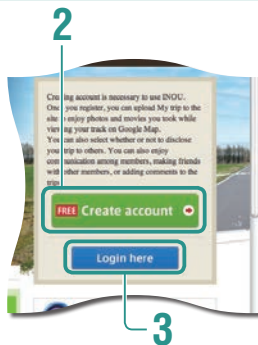 2
Creating account is necessary to use INOU.
Once you register, you can upload My trip to the
site to enjoy photos and movies you took while
viewing your track on Google Map.
You can also select whether or not to disclose
your trip to others. You can also enjoy
communication among members, making friends
with other members, or adding comments to the
trips.
FREE Create account
Login here
3